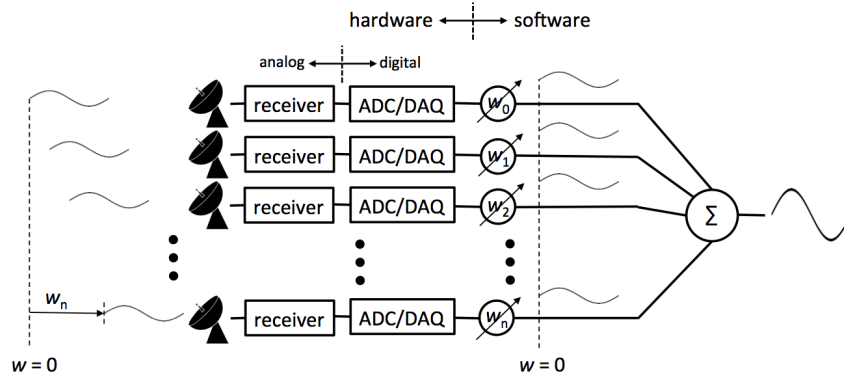 hardware software
analog digital
receiver ADC/DAQ w0
receiver ADC/DAQ w1
receiver ADC/DAQ w2
Σ
wn
receiver ADC/DAQ wn
w = 0 w = 0